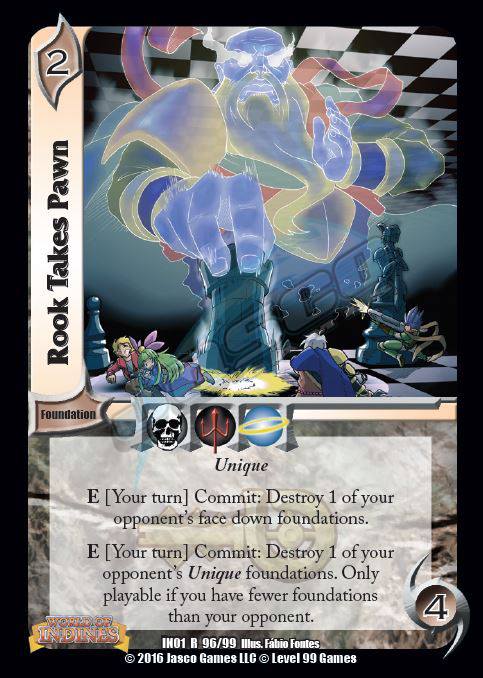 2
Rook Takes Pawn
Foundation
Unique
E [Your turn] Commit: Destroy 1 of your
opponent's face down foundations.
E [Your turn] Commit: Destroy 1 of your
opponent's Unique foundations. Only
playable if you have fewer foundations
than your opponent.
4
WORLD OF
INDINES
IN01 R 96/99 Illus. Fábio Fontes
© 2016 Jasco Games LLC © Level 99 Games